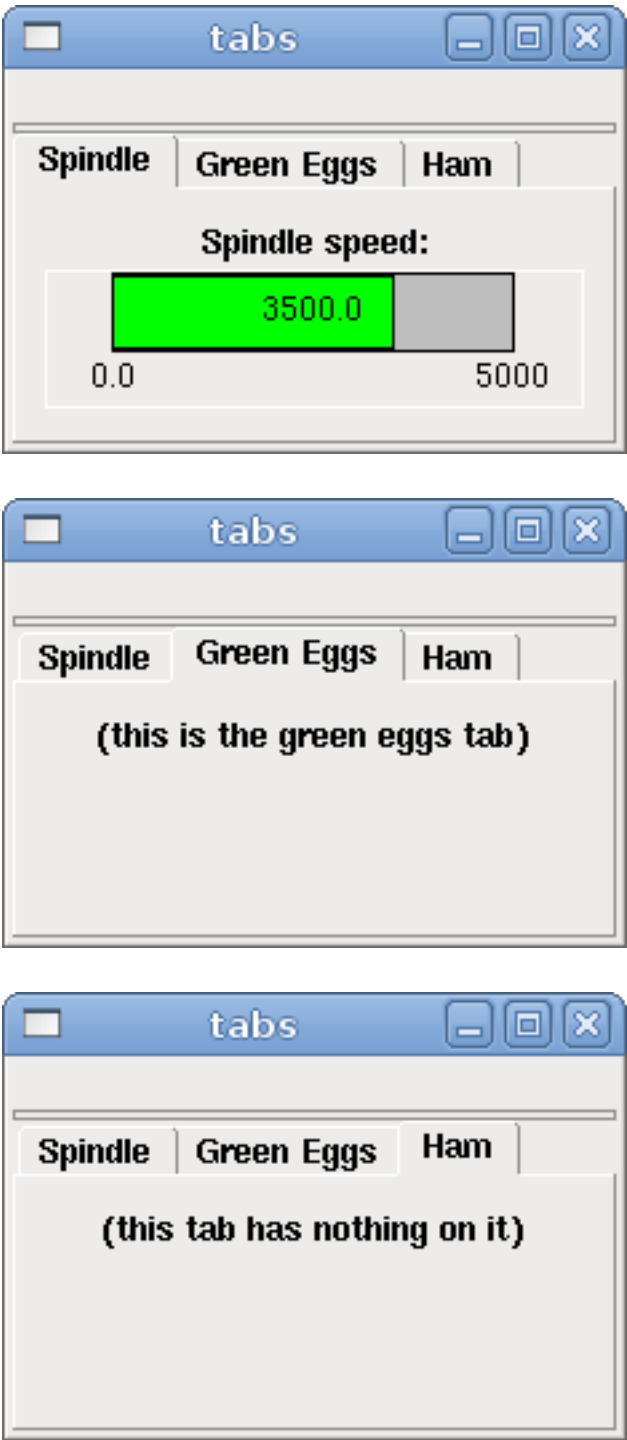 tabs
Spindle Green Eggs Ham
Spindle speed:
3500.0
0.0 5000
tabs
Spindle Green Eggs Ham
(this is the green eggs tab)
tabs
Spindle Green Eggs Ham
(this tab has nothing on it)